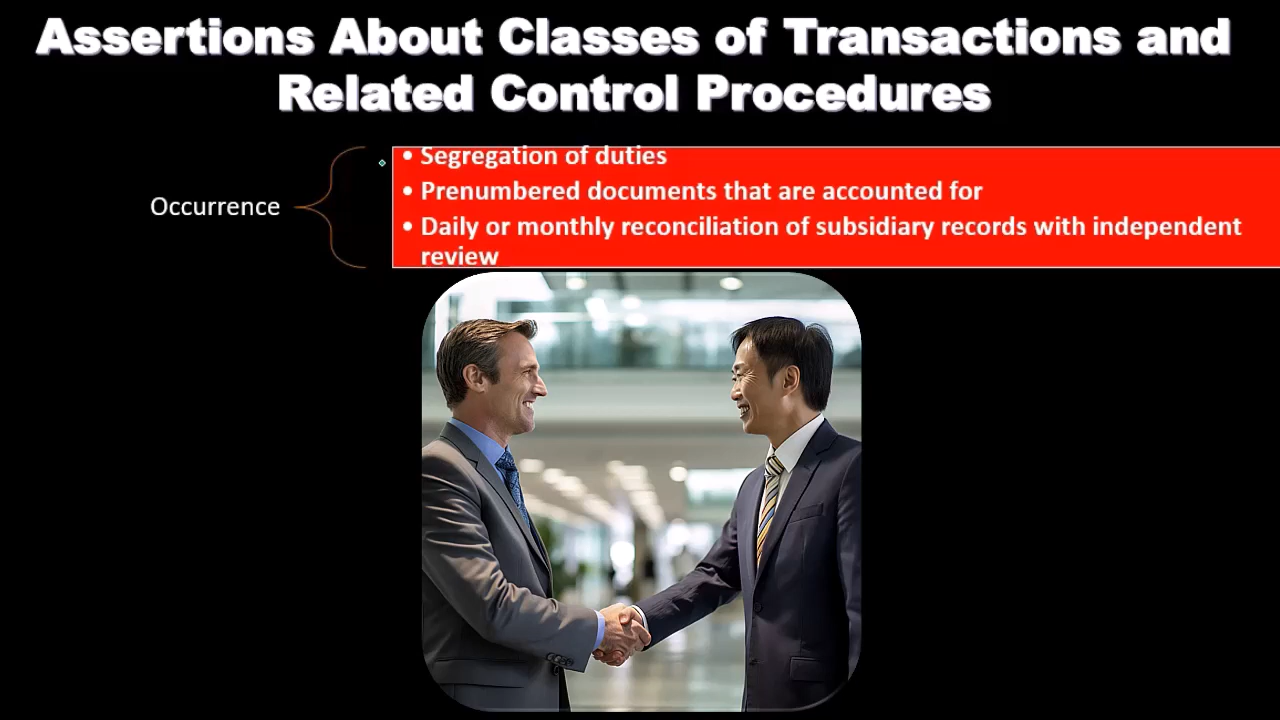 Assertions About Classes of Transactions and
Related Control Procedures
Occurrence
• Segregation of duties
• Prenumbered documents that are accounted for
• Daily or monthly reconciliation of subsidiary records with independent
review